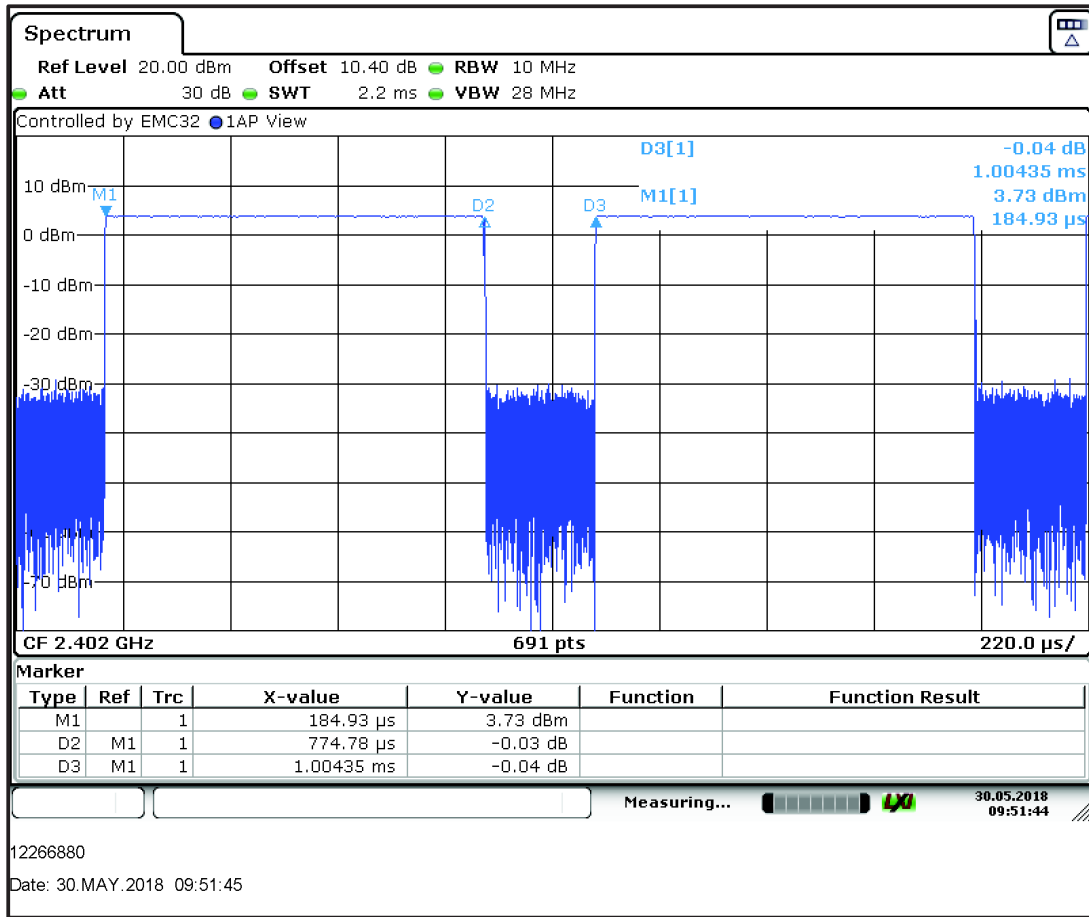 Spectrum
Ref Level 20.00 dBm Offset 10.40 dB RBW 10 MHz
Att 30 dB SWT 2.2 ms VBW 28 MHz
Controlled by EMC32 1AP View
D3[1] -0.04 dB
1.00435 ms
10 dBm M1 M1[1] 3.73 dBm
D2 D3 184.93 µs
0 dBm
-10 dBm
-20 dBm
-30 dBm
-70 dBm
CF 2.402 GHz 691 pts 220.0 µs/
Marker
Type Ref Trc X-value Y-value Function Function Result
M1 1 184.93 µs 3.73 dBm
D2 M1 1 774.78 µs -0.03 dB
D3 M1 1 1.00435 ms -0.04 dB
Measuring... LXI 30.05.2018
09:51:44
12266880
Date: 30.MAY.2018 09:51:45